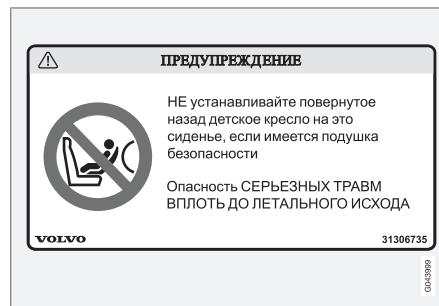 ПРЕДУПРЕЖДЕНИЕ
НЕ устанавливайте повернутое
назад детское кресло на это
сиденье, если имеется подушка
безопасности
Опасность СЕРЬЕЗНЫХ ТРАВМ
ВПЛОТЬ ДО ЛЕТАЛЬНОГО ИСХОДА
VOLVO
31306735
G043999